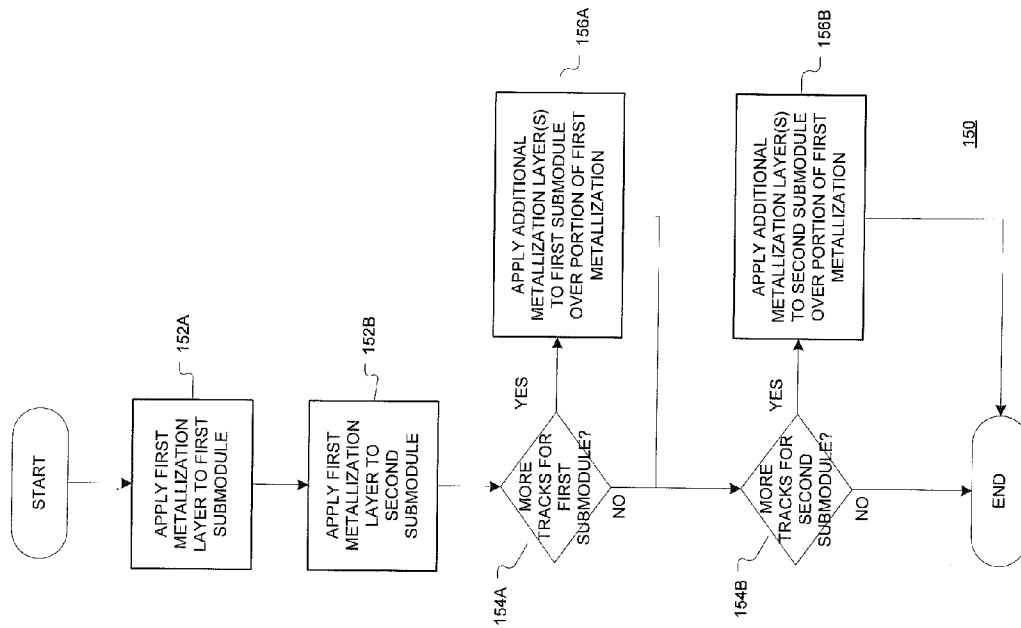 START
APPLY FIRST
METALLIZATION
LAYER TO FIRST
SUBMODULE
152A
APPLY FIRST
METALLIZATION
LAYER TO
SECOND
SUBMODULE
152B
MORE
TRACKS FOR
FIRST
SUBMODULE?
154A
YES
NO
APPLY ADDITIONAL
METALLIZATION LAYER(S)
TO FIRST SUBMODULE
OVER PORTION OF FIRST
METALLIZATION
156A
MORE
TRACKS FOR
SECOND
SUBMODULE?
154B
YES
NO
APPLY ADDITIONAL
METALLIZATION LAYER(S)
TO SECOND SUBMODULE
OVER PORTION OF FIRST
METALLIZATION
156B
END
150